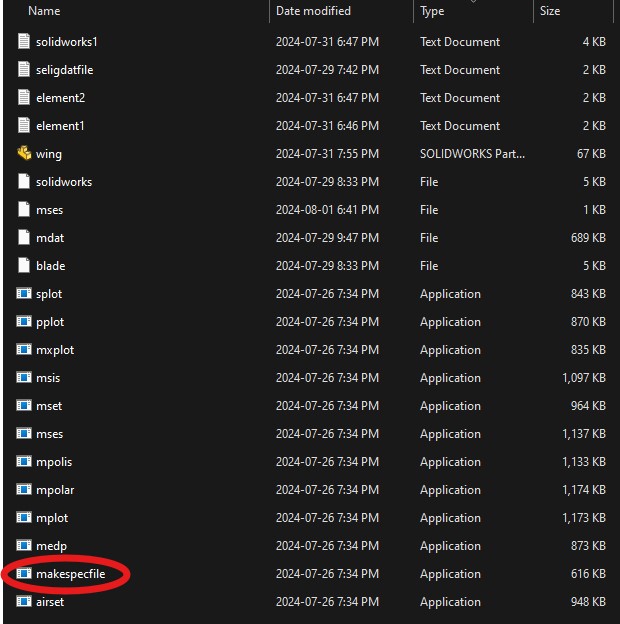 Name Date modified Type Size
solidworks1 2024-07-31 6:47 PM Text Document 4 KB
seligdatfile 2024-07-29 7:42 PM Text Document 2 KB
element2 2024-07-31 6:47 PM Text Document 2 KB
element1 2024-07-31 6:46 PM Text Document 2 KB
wing 2024-07-31 7:55 PM SOLIDWORKS Part... 67 KB
solidworks 2024-07-29 8:33 PM File 5 KB
mses 2024-08-01 6:41 PM File 1 KB
mdat 2024-07-29 9:47 PM File 689 KB
blade 2024-07-29 8:33 PM File 5 KB
splot 2024-07-26 7:34 PM Application 843 KB
pplot 2024-07-26 7:34 PM Application 870 KB
mxplot 2024-07-26 7:34 PM Application 835 KB
msis 2024-07-26 7:34 PM Application 1,097 KB
mset 2024-07-26 7:34 PM Application 964 KB
mses 2024-07-26 7:34 PM Application 1,137 KB
mpolis 2024-07-26 7:34 PM Application 1,133 KB
mpolar 2024-07-26 7:34 PM Application 1,174 KB
mplot 2024-07-26 7:34 PM Application 1,173 KB
medp 2024-07-26 7:34 PM Application 873 KB
makespecfile 2024-07-26 7:34 PM Application 616 KB
airset 2024-07-26 7:34 PM Application 948 KB